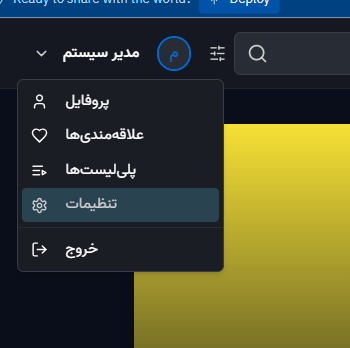 Ready to share with the world?
Deploy
مدیر سیستم
م
پروفایل
علاقه‌مندی‌ها
پلی‌لیست‌ها
تنظیمات
خروج